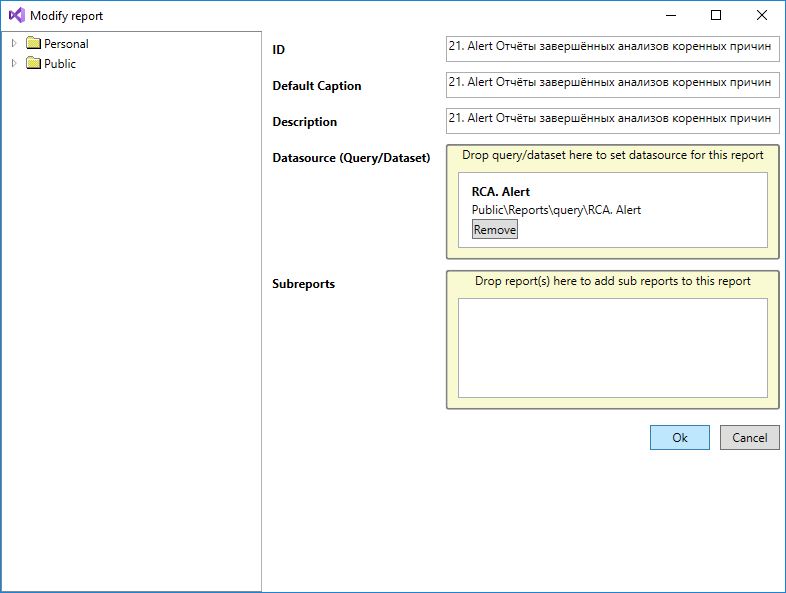 Modify report
Personal
Public
ID
21. Alert Отчёты завершённых анализов коренных причин
Default Caption
21. Alert Отчёты завершённых анализов коренных причин
Description
21. Alert Отчёты завершённых анализов коренных причин
Datasource (Query/Dataset)
Drop query/dataset here to set datasource for this report
RCA. Alert
Public\Reports\query\RCA. Alert
Remove
Subreports
Drop report(s) here to add sub reports to this report
Ok
Cancel